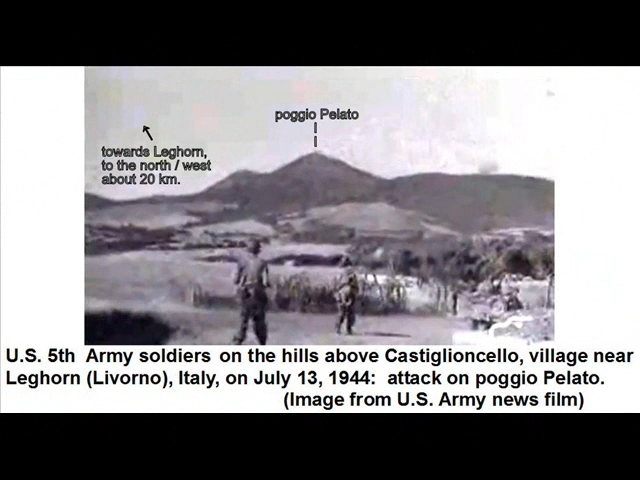 poggio Pelato
towards Leghorn,
to the north / west
about 20 km.
U.S. 5th Army soldiers on the hills above Castiglioncello, village near
Leghorn (Livorno), Italy, on July 13, 1944: attack on poggio Pelato.
(Image from U.S. Army news film)